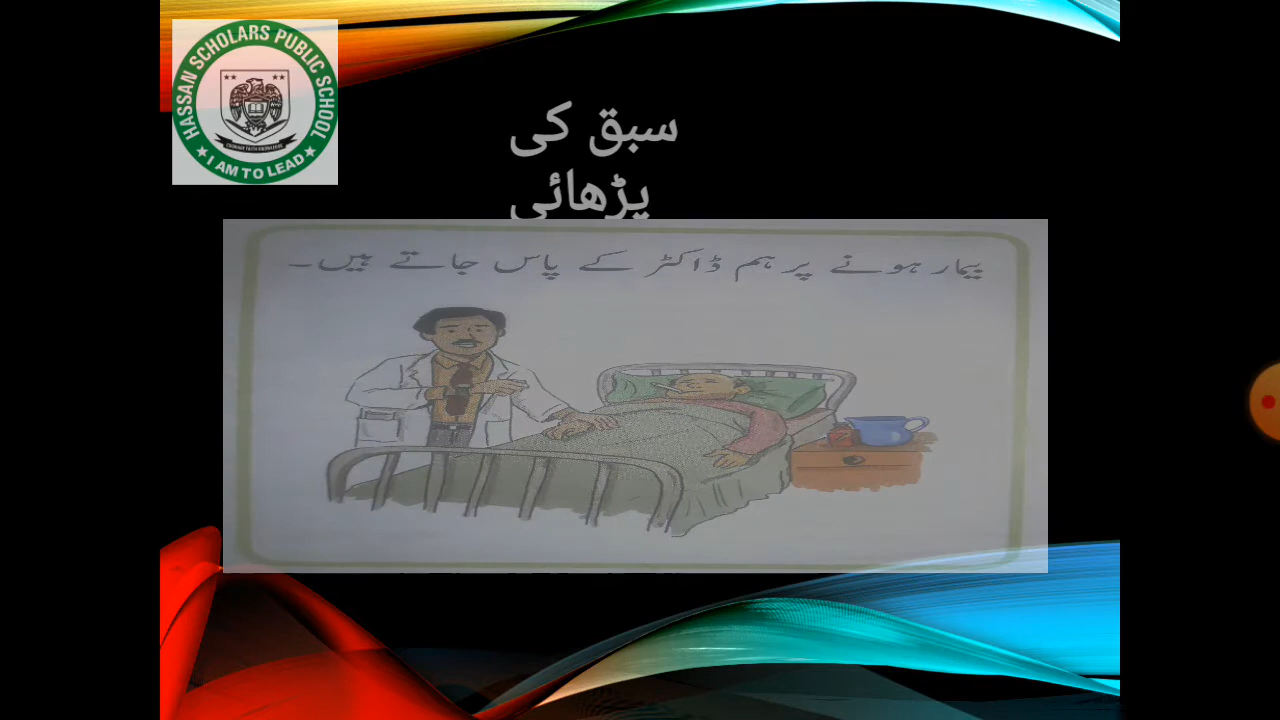 HASSAN SCHOLARS PUBLIC SCHOOL
I AM TO LEAD
سبق کی
پڑھائی
بیمار ہونے پر ہم ڈاکٹر کے پاس جاتے ہیں۔